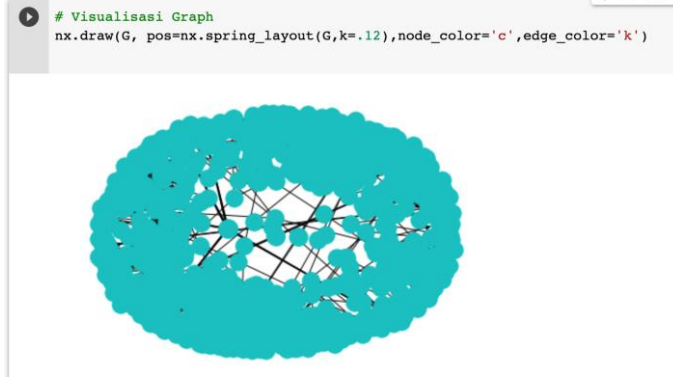 # Visualisasi Graph
nx.draw(G, pos=nx.spring_layout(G,k=.12),node_color='c',edge_color='k')